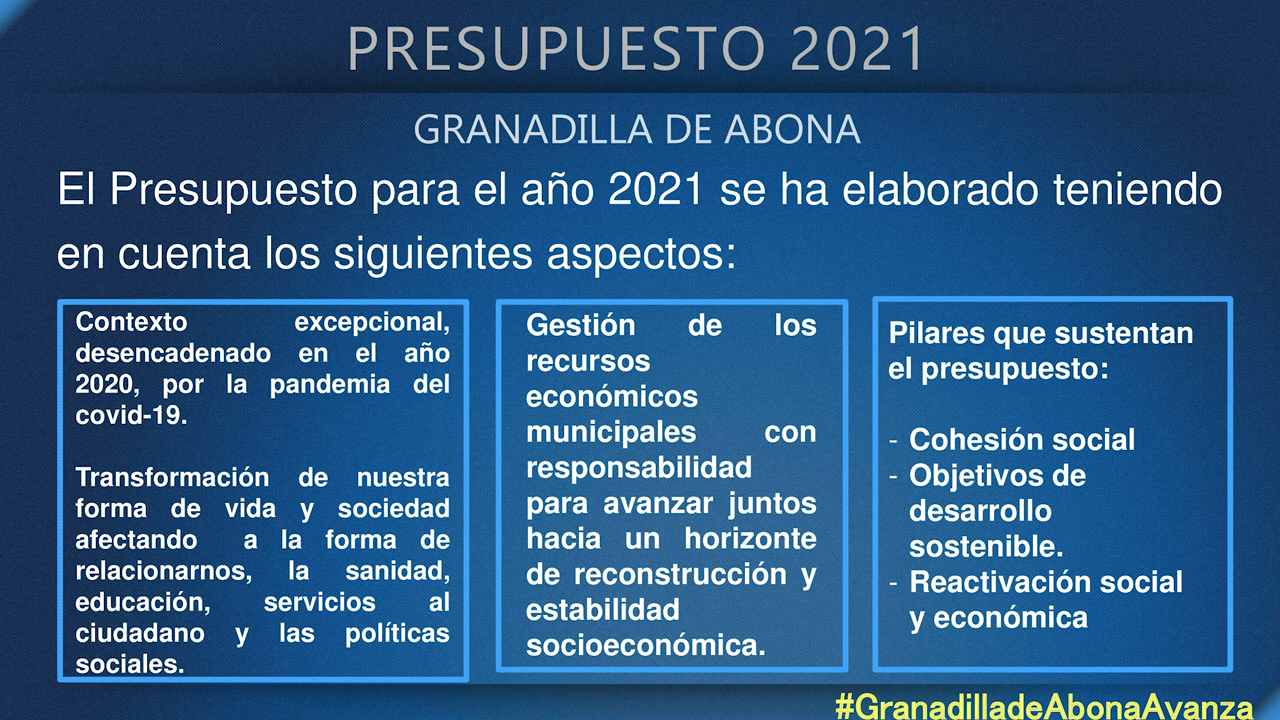 PRESUPUESTO 2021
GRANADILLA DE ABONA
El Presupuesto para el año 2021 se ha elaborado teniendo
en cuenta los siguientes aspectos:
Contexto excepcional,
desencadenado en el año
2020, por la pandemia del
covid-19.
Transformación de nuestra
forma de vida y sociedad
afectando a la forma de
relacionarnos, la sanidad,
educación, servicios al
ciudadano y las políticas
sociales.
Gestión de los
recursos
económicos
municipales con
responsabilidad
para avanzar juntos
hacia un horizonte
de reconstrucción y
estabilidad
socioeconómica.
Pilares que sustentan
el presupuesto:
- Cohesión social
- Objetivos de
desarrollo
sostenible.
- Reactivación social
y económica
#GranadilladeAbonaAvanza